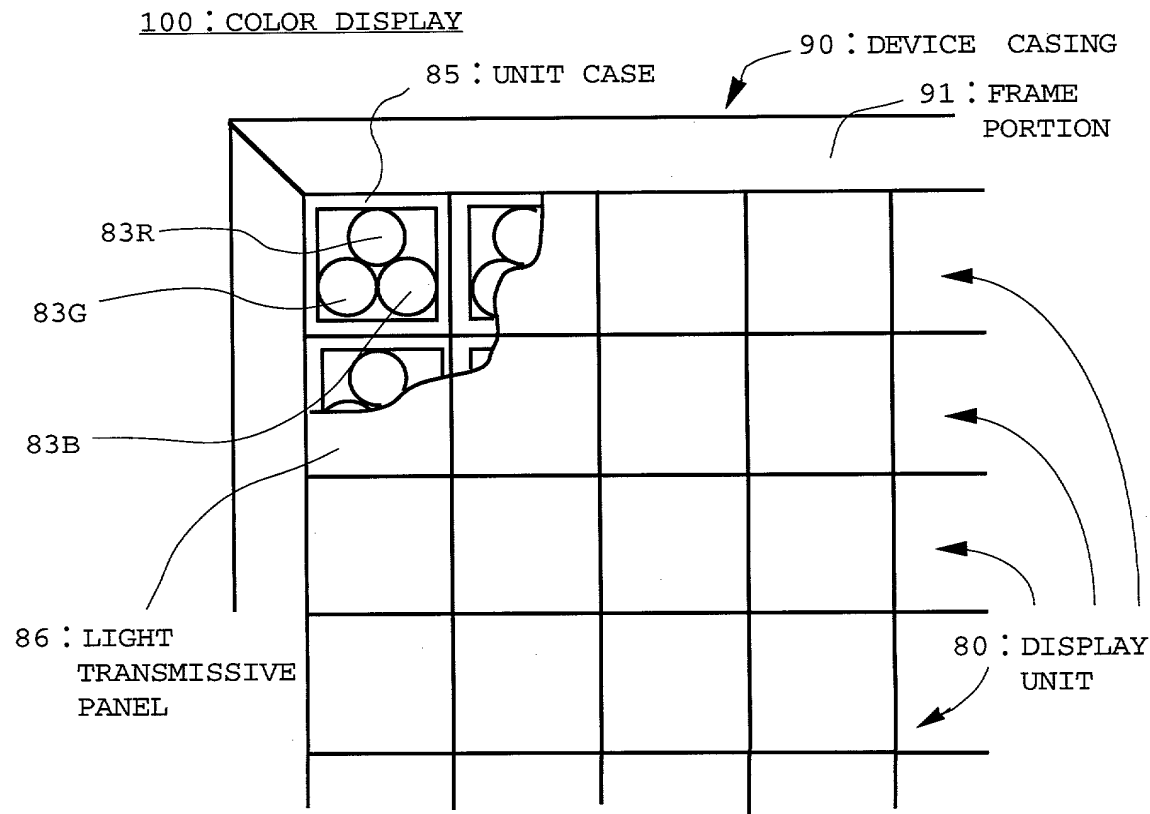 100：COLOR DISPLAY
90：DEVICE CASING
85：UNIT CASE
91：FRAME
PORTION
83R
83G
83B
86：LIGHT
TRANSMISSIVE
PANEL
80：DISPLAY
UNIT